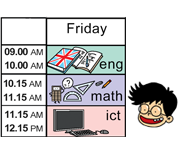 Friday
09.00 AM
10.00 AM
eng
10.15 AM
11.15 AM
math
11.15 AM
12.15 PM
ict